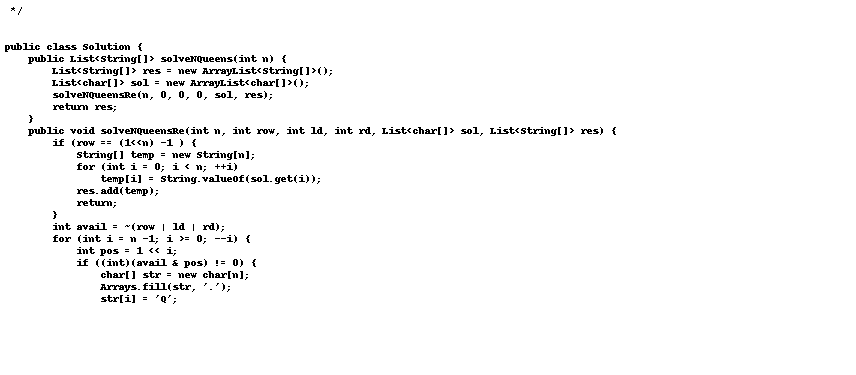 */
public class Solution {
    public List<String[]> solveNQueens(int n) {
        List<String[]> res = new ArrayList<String[]>();
        List<char[]> sol = new ArrayList<char[]>();
        solveNQueensRe(n, 0, 0, 0, sol, res);
        return res;
    }
    public void solveNQueensRe(int n, int row, int ld, int rd, List<char[]> sol, List<String[]> res) {
        if (row == (1<<n) -1 ) {
            String[] temp = new String[n];
            for (int i = 0; i < n; ++i)
                temp[i] = String.valueOf(sol.get(i));
            res.add(temp);
            return;
        }
        int avail = ~(row | ld | rd);
        for (int i = n -1; i >= 0; --i) {
            int pos = 1 << i;
            if ((int)(avail & pos) != 0) {
                char[] str = new char[n];
                Arrays.fill(str, '.');
                str[i] = 'Q';